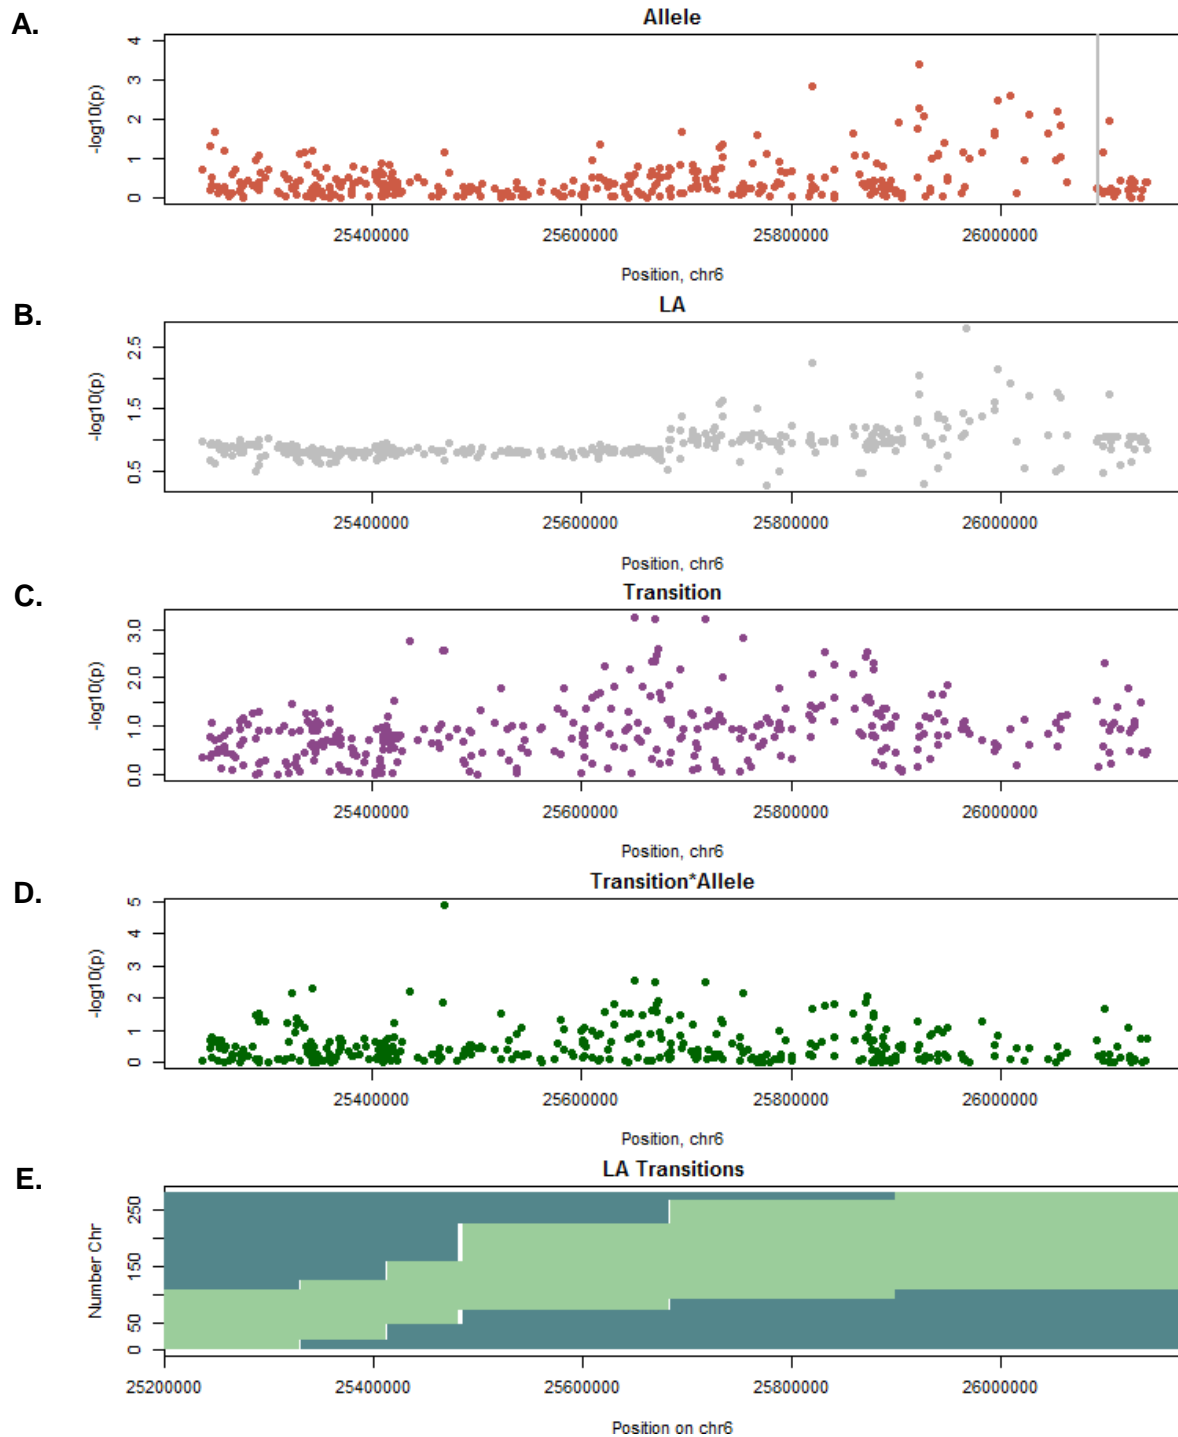 A.
Allele
-log10(p)
0 1 2 3 4
25400000 25600000 25800000 26000000
Position, chr6
B.
LA
-log10(p)
0.5 1.5 2.5
25400000 25600000 25800000 26000000
Position, chr6
C.
Transition
-log10(p)
0.0 1.0 2.0 3.0
25400000 25600000 25800000 26000000
Position, chr6
D.
Transition*Allele
-log10(p)
0 1 2 3 4 5
25400000 25600000 25800000 26000000
Position, chr6
E.
LA Transitions
Number Chr
0 50 150 250
25200000 25400000 25600000 25800000 26000000
Position on chr6